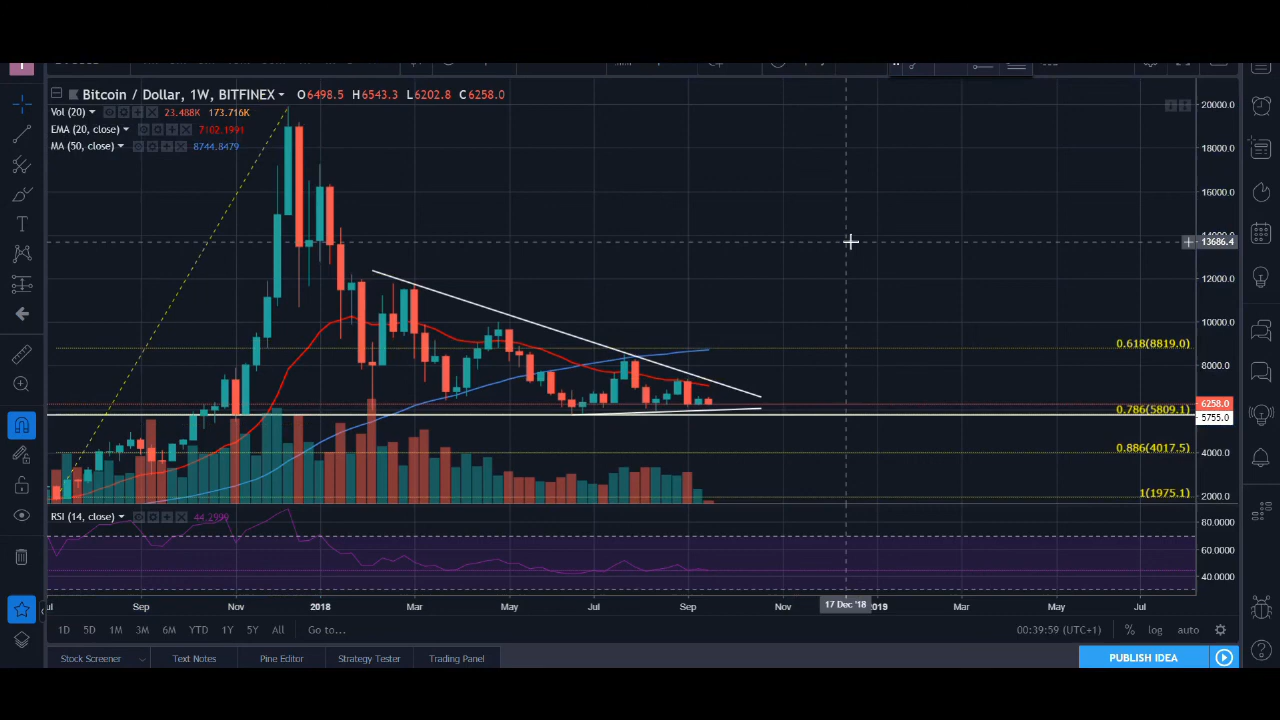 Bitcoin / Dollar, 1W, BITFINEX O6498.5 H6543.3 L6202.8 C6258.0
Vol (20) 23.488K 173.716K
EMA (20, close) 7102.1991
MA (50, close) 8744.8479
20000.0
18000.0
16000.0
14000.0
13686.4
12000.0
10000.0
0.618(8819.0)
8000.0
6258.0
0.786(5809.1)
5755.0
0.886(4017.5)
4000.0
1(1975.1)
2000.0
RSI (14, close) 44.2999
80.0000
60.0000
40.0000
Sep Nov 2018 Mar May Jul Sep Nov 17 Dec '18 2019 Mar May Jul
1D 5D 1M 3M 6M YTD 1Y 5Y All Go to... 00:39:59 (UTC+1) % log auto
Stock Screener Text Notes Pine Editor Strategy Tester Trading Panel PUBLISH IDEA